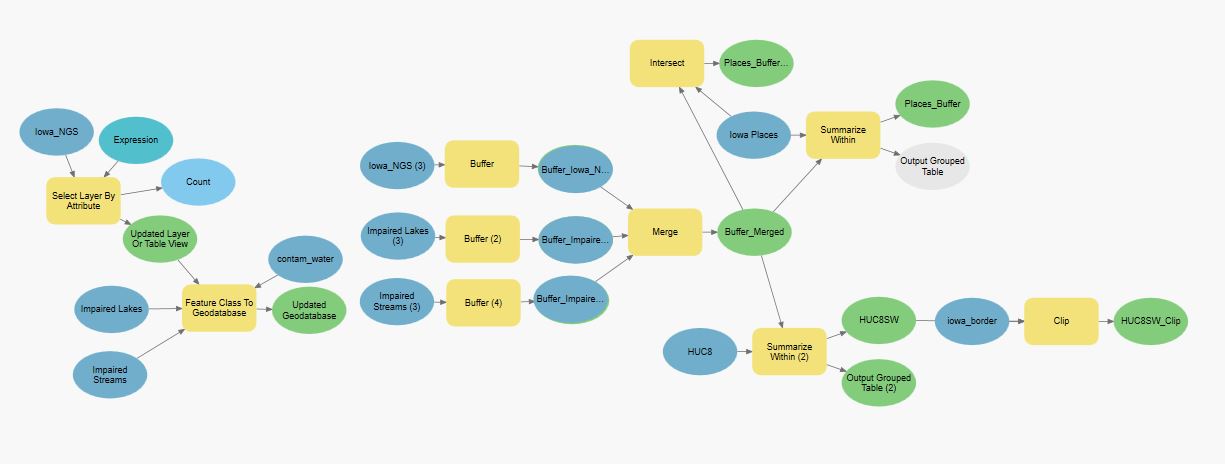 Iowa_NGS
Expression
Select Layer By
Attribute
Count
Updated Layer
Or Table View
contam_water
Impaired Lakes
Feature Class To
Geodatabase
Updated
Geodatabase
Impaired
Streams
Iowa_NGS (3)
Buffer
Buffer_Iowa_N...
Impaired Lakes
(3)
Buffer (2)
Buffer_Impaire...
Impaired
Streams (3)
Buffer (4)
Buffer_Impaire...
Merge
Buffer_Merged
Intersect
Places_Buffer...
Iowa Places
Summarize
Within
Places_Buffer
Output Grouped
Table
HUC8
Summarize
Within (2)
HUC8SW
Output Grouped
Table (2)
iowa_border
Clip
HUC8SW_Clip